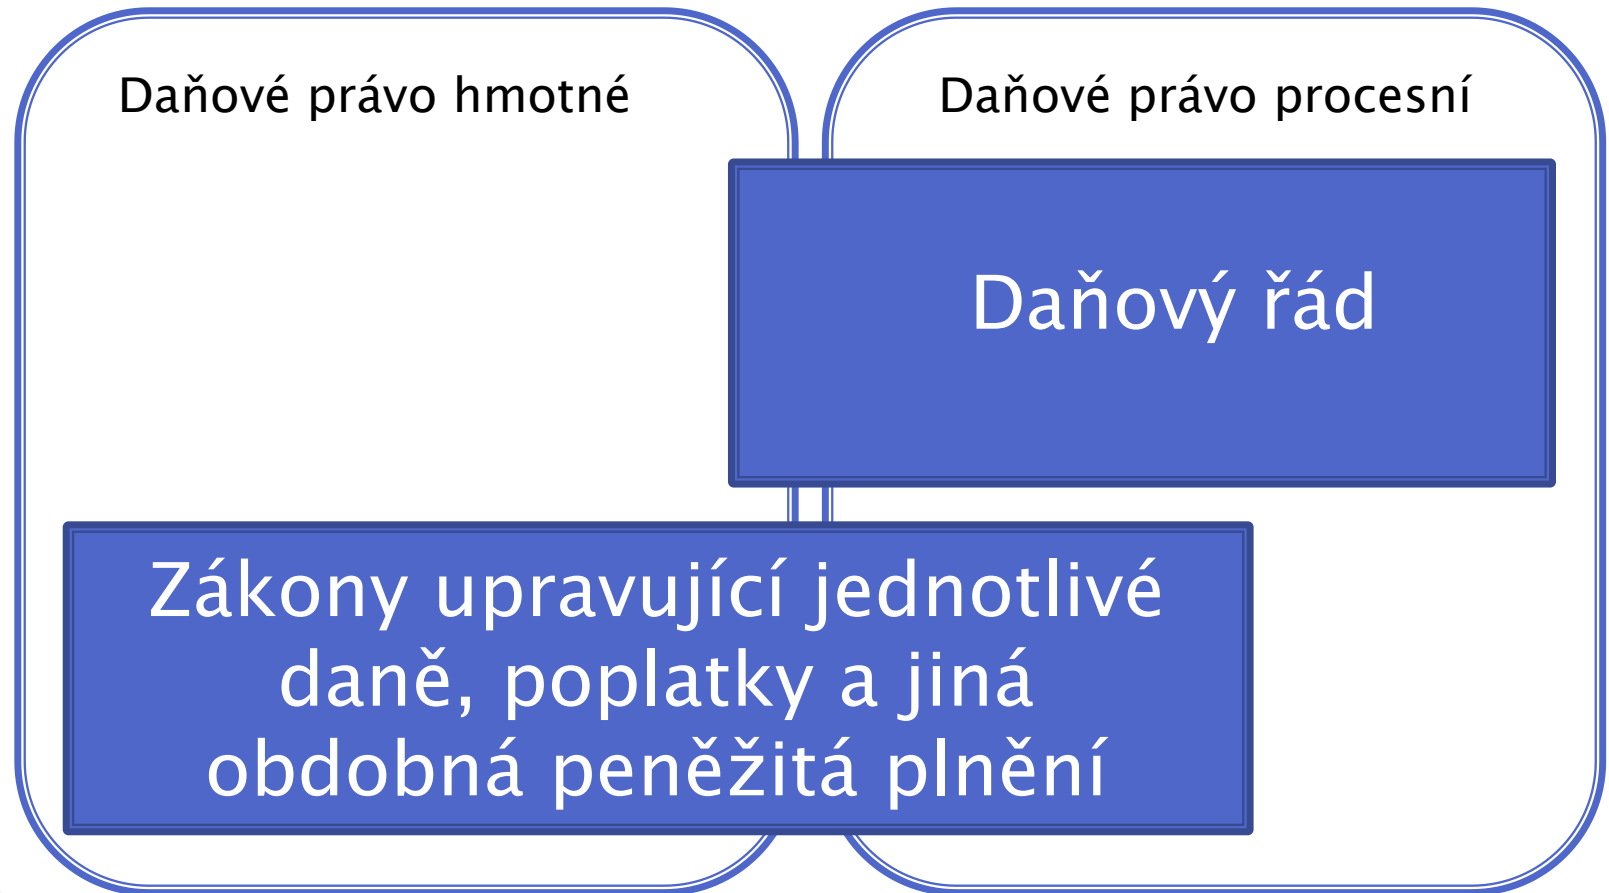 Daňové právo hmotné
Daňové právo procesní
Daňový řád
Zákony upravující jednotlivé
daně, poplatky a jiná
obdobná peněžitá plnění